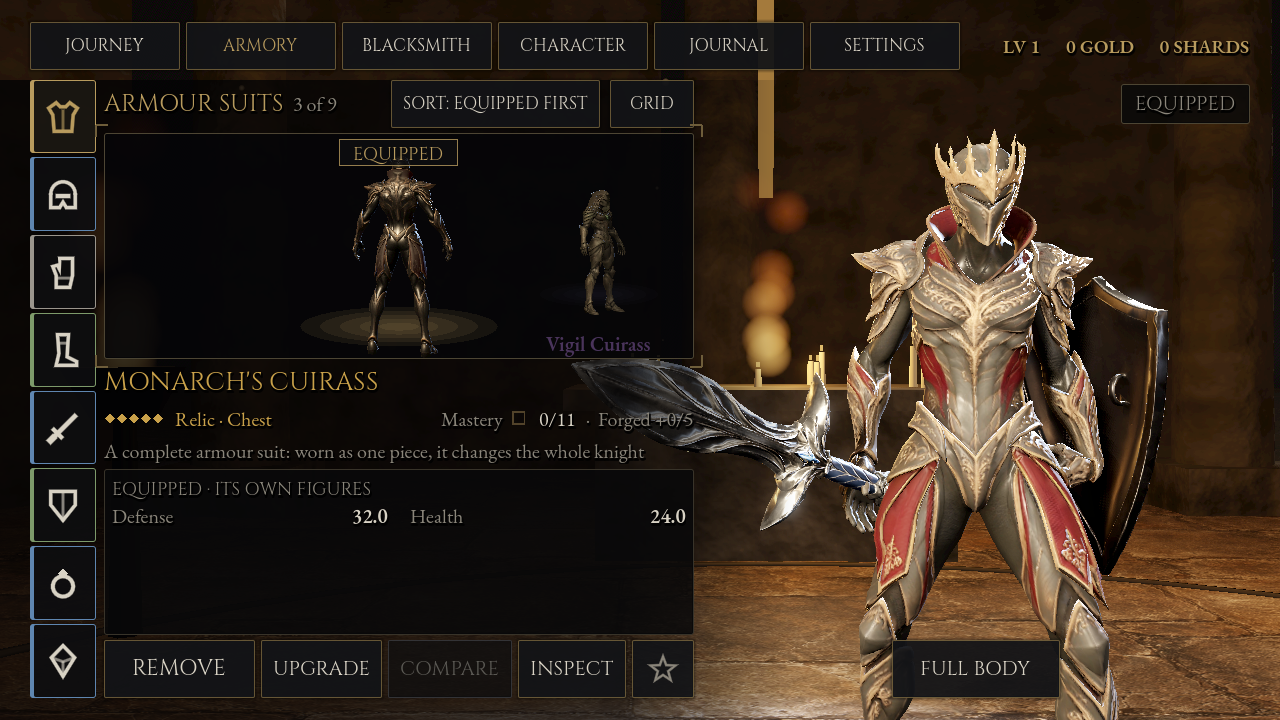 JOURNEY ARMORY BLACKSMITH CHARACTER JOURNAL SETTINGS LV 1 0 GOLD 0 SHARDS
ARMOUR SUITS 3 of 9 SORT: EQUIPPED FIRST GRID EQUIPPED
EQUIPPED
Vigil Cuirass
MONARCH'S CUIRASS
Relic · Chest Mastery 0/11 · Forged +0/5
A complete armour suit: worn as one piece, it changes the whole knight
EQUIPPED · ITS OWN FIGURES
Defense 32.0 Health 24.0
REMOVE UPGRADE COMPARE INSPECT FULL BODY